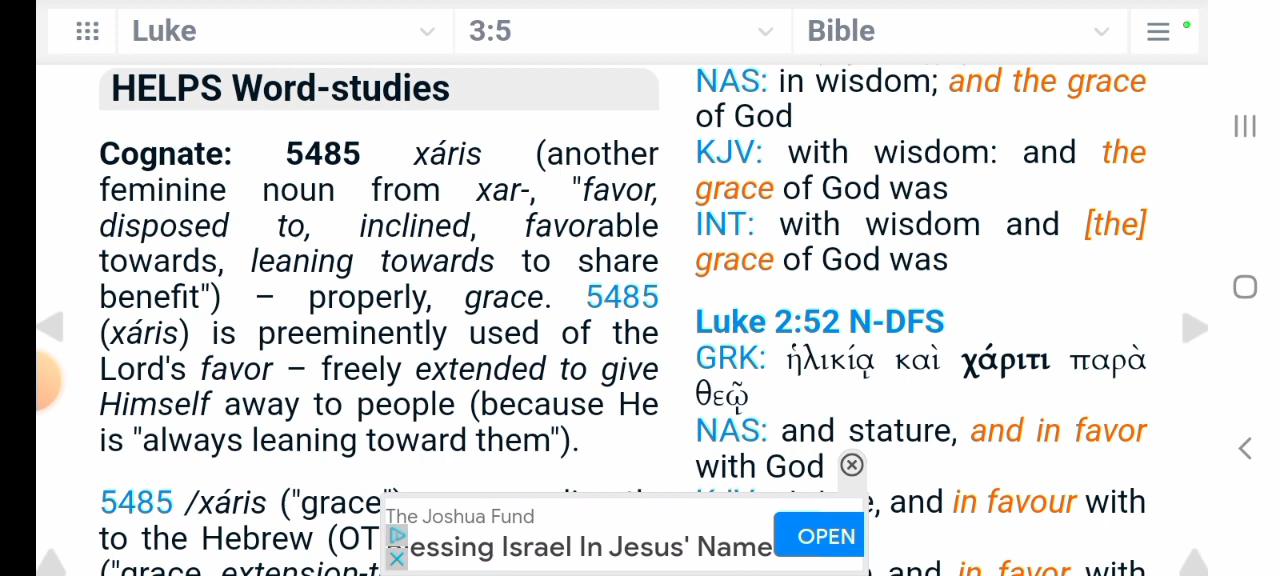 Luke 3:5 Bible
HELPS Word-studies
Cognate: 5485 xáris (another
feminine noun from xar-, "favor,
disposed to, inclined, favorable
towards, leaning towards to share
benefit") – properly, grace. 5485
(xáris) is preeminently used of the
Lord's favor – freely extended to give
Himself away to people (because He
is "always leaning toward them").
5485 /xáris ("grace")
to the Hebrew (OT
("grace, extension-t
NAS: in wisdom; and the grace
of God
KJV: with wisdom: and the
grace of God was
INT: with wisdom and [the]
grace of God was
Luke 2:52 N-DFS
GRK: ἡλικίᾳ καὶ χάριτι παρὰ
θεῷ
NAS: and stature, and in favor
with God
and in favour with
and in favor with
The Joshua Fund
Israel In Jesus' Name
OPEN